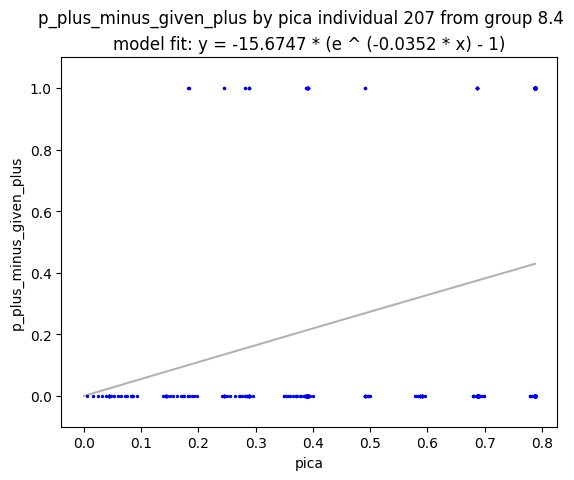 p_plus_minus_given_plus by pica individual 207 from group 8.4
model fit: y = -15.6747 * (e ^ (-0.0352 * x) - 1)
1.0
0.8
0.6
0.4
0.2
0.0
p_plus_minus_given_plus
0.0 0.1 0.2 0.3 0.4 0.5 0.6 0.7 0.8
pica